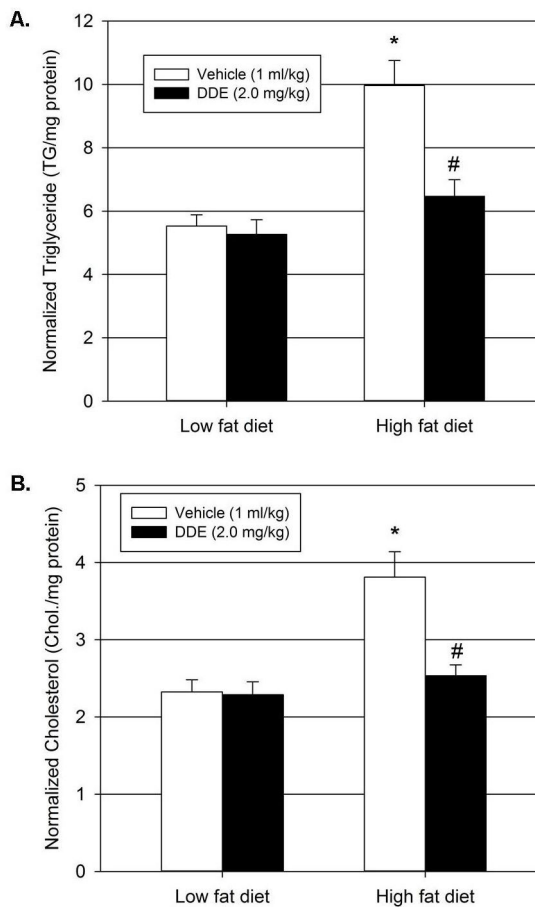 A.
Normalized Triglyceride (TG/mg protein)
12
10
8
6
4
2
0
Vehicle (1 ml/kg)
DDE (2.0 mg/kg)
*
#
Low fat diet
High fat diet
B.
Normalized Cholesterol (Chol./mg protein)
5
4
3
2
1
0
Vehicle (1 ml/kg)
DDE (2.0 mg/kg)
*
#
Low fat diet
High fat diet